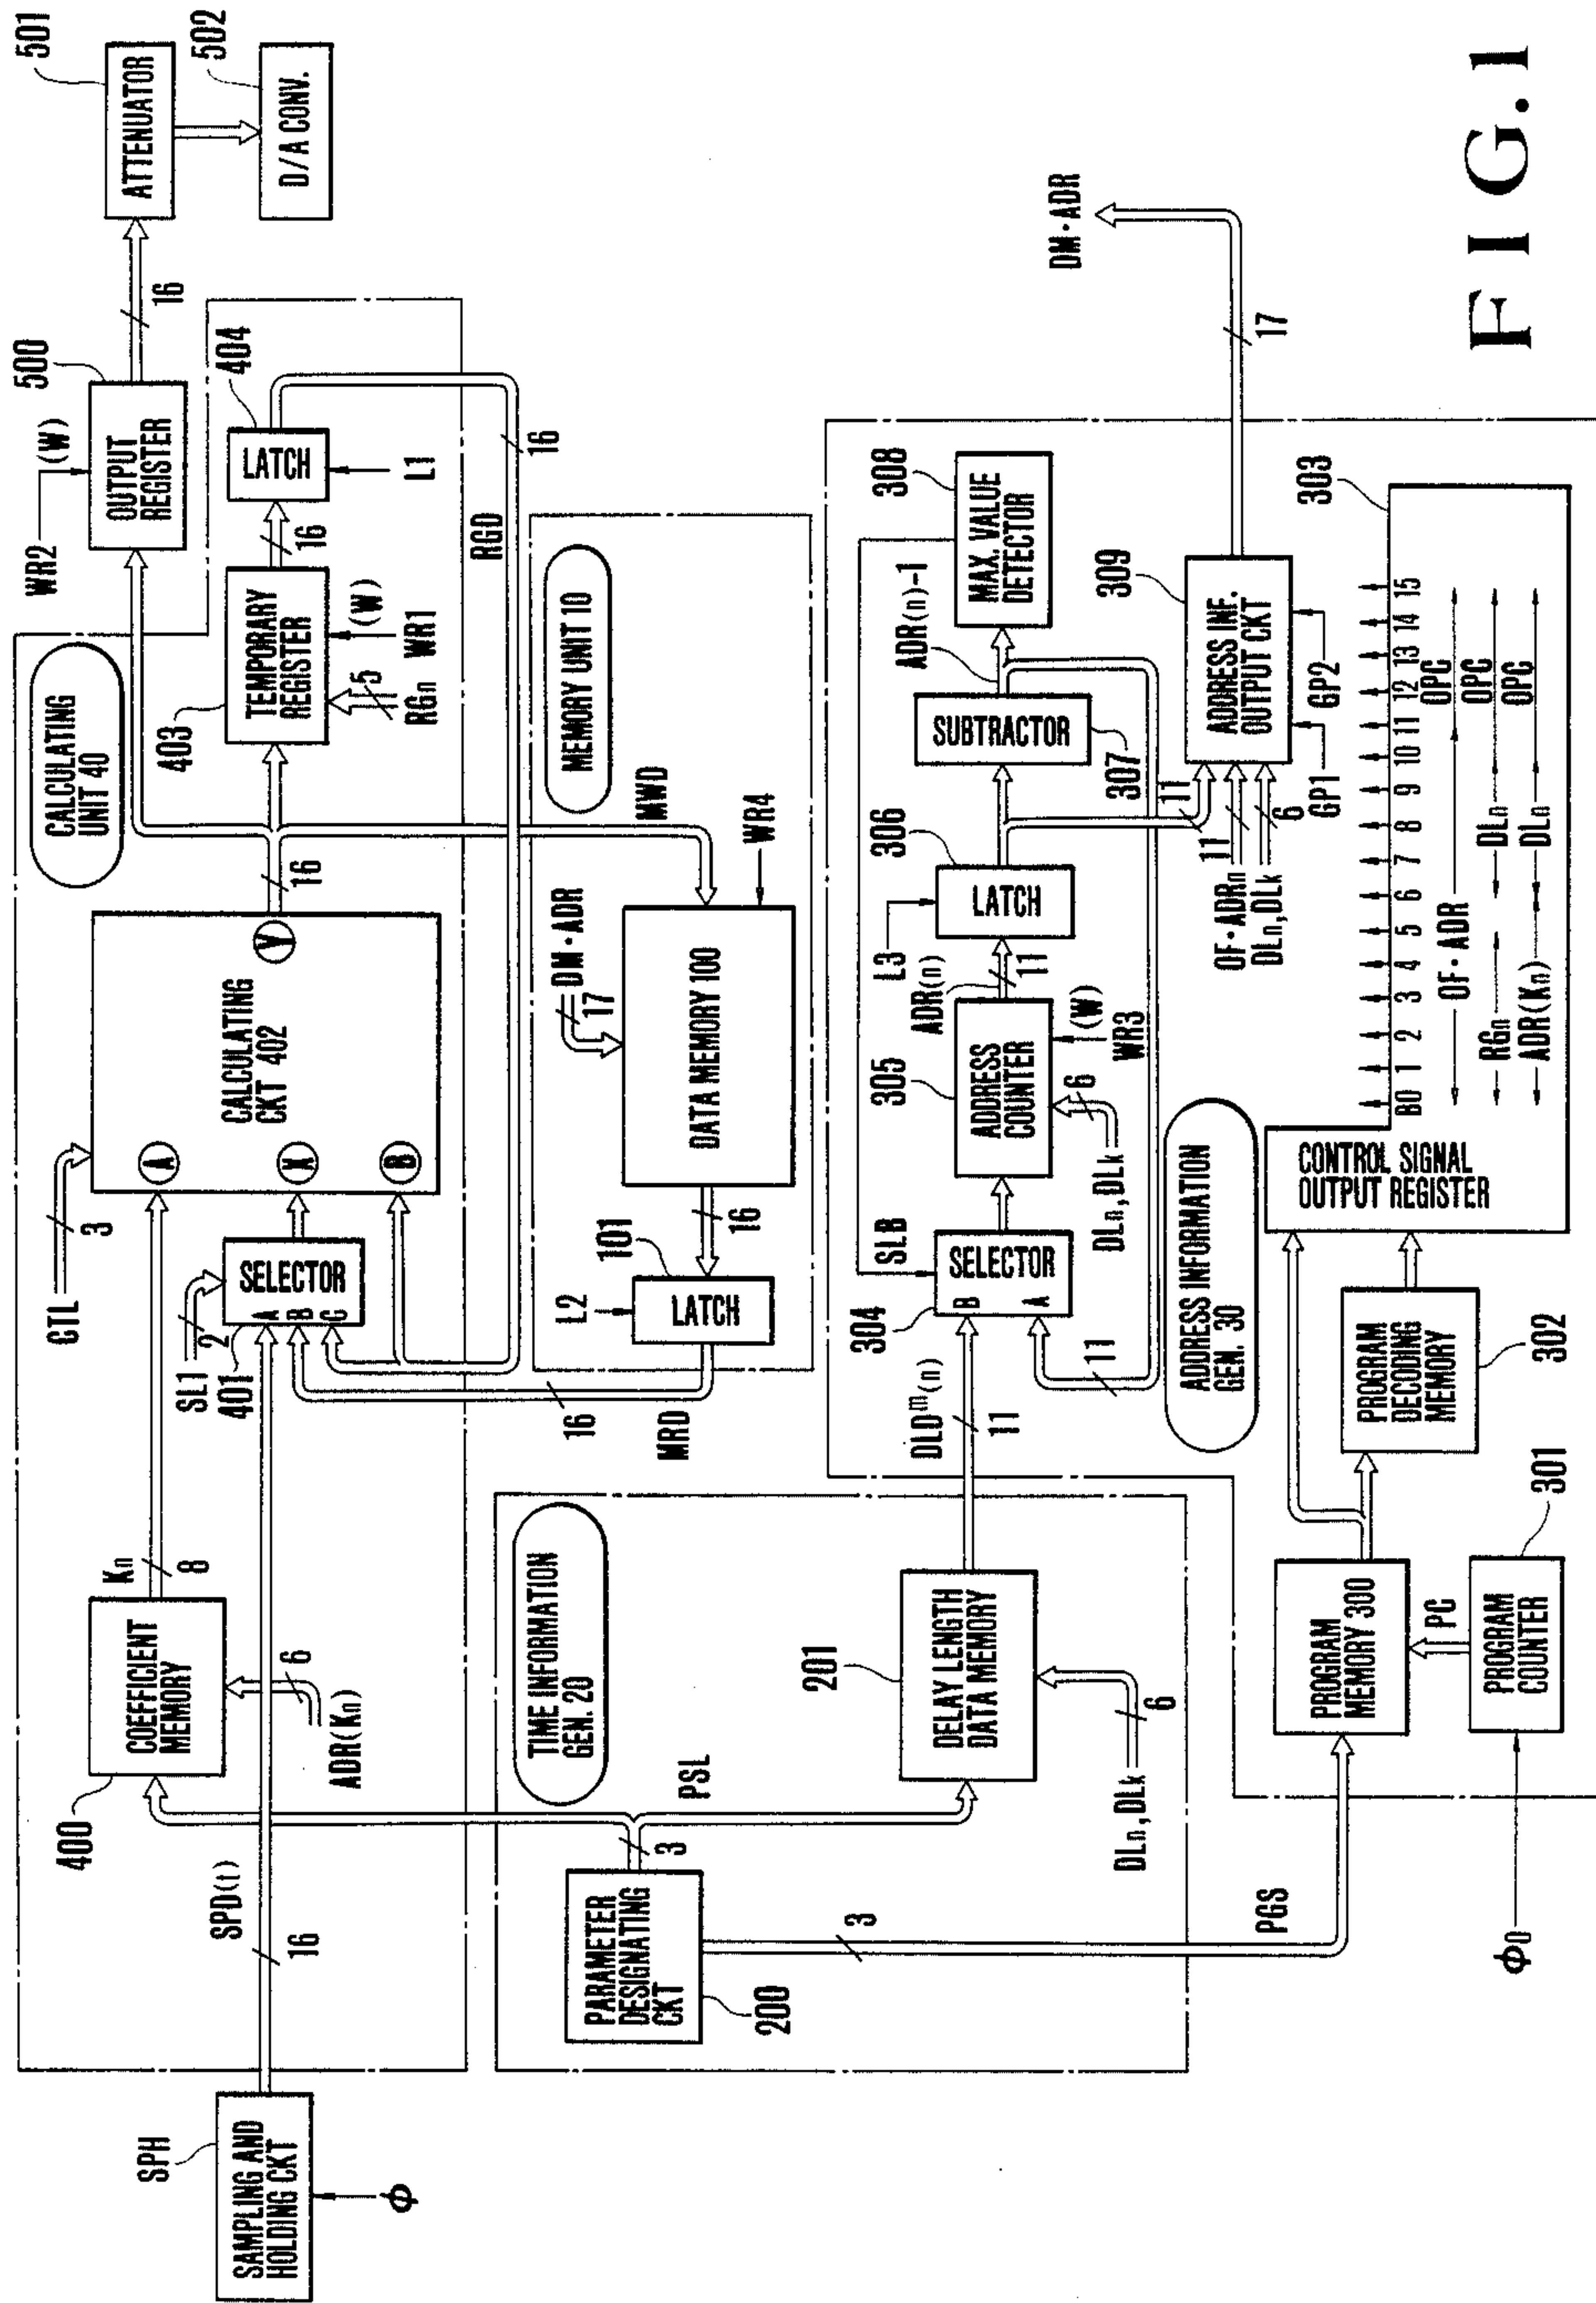 SPH
SAMPLING AND
HOLDING CKT
Φ
SPD(t)
16
CALCULATING
UNIT 40
400
COEFFICIENT
MEMORY
6
ADR(Kn)
Kn
8
CTL
3
SL1
2
401
SELECTOR
A
B
C
CALCULATING
CKT 402
A
X
B
Y
16
403
TEMPORARY
REGISTER
5
RGn
WR1
(W)
16
404
LATCH
L1
RGD
16
WR2
(W)
500
OUTPUT
REGISTER
16
501
ATTENUATOR
502
D/A CONV.
MEMORY UNIT 10
MWD
WR4
DM·ADR
17
DATA MEMORY 100
16
101
LATCH
L2
16
MRD
TIME INFORMATION
GEN. 20
PARAMETER
DESIGNATING
CKT
200
3
PSL
3
PGS
201
DELAY LENGTH
DATA MEMORY
6
DLn,DLk
DLDᵐ(n)
11
304
SLB
SELECTOR
B
A
11
305
ADDRESS
COUNTER
6
DLn,DLk
WR3
(W)
ADR(n)
11
L3
306
LATCH
SUBTRACTOR
307
ADR(n)-1
308
MAX. VALUE
DETECTOR
11
11
OF·ADRn
6
DLn,DLk
309
ADDRESS INF.
OUTPUT CKT
GP1
GP2
17
DM·ADR
ADDRESS INFORMATION
GEN. 30
Φ0
PROGRAM
COUNTER
301
PC
PROGRAM
MEMORY 300
PROGRAM
DECODING
MEMORY
302
CONTROL SIGNAL
OUTPUT REGISTER
303
B0 1 2 3 4 5 6 7 8 9 10 11 12 13 14 15
OF·ADR OPC
RGn DLn OPC
ADR(Kn) DLn OPC
FIG.1